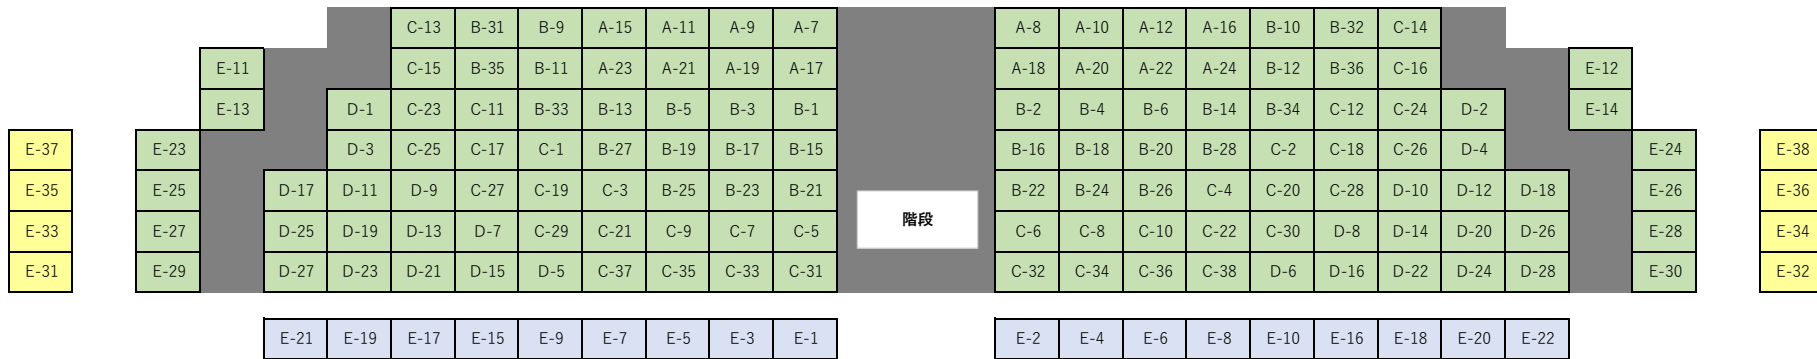 C-13 B-31 B-9 A-15 A-11 A-9 A-7 A-8 A-10 A-12 A-16 B-10 B-32 C-14
E-11 C-15 B-35 B-11 A-23 A-21 A-19 A-17 A-18 A-20 A-22 A-24 B-12 B-36 C-16 E-12
E-13 D-1 C-23 C-11 B-33 B-13 B-5 B-3 B-1 B-2 B-4 B-6 B-14 B-34 C-12 C-24 D-2 E-14
E-37 E-23 D-3 C-25 C-17 C-1 B-27 B-19 B-17 B-15 B-16 B-18 B-20 B-28 C-2 C-18 C-26 D-4 E-24 E-38
E-35 E-25 D-17 D-11 D-9 C-27 C-19 C-3 B-25 B-23 B-21 B-22 B-24 B-26 C-4 C-20 C-28 D-10 D-12 D-18 E-26 E-36
E-33 E-27 D-25 D-19 D-13 D-7 C-29 C-21 C-9 C-7 C-5 階段 C-6 C-8 C-10 C-22 C-30 D-8 D-14 D-20 D-26 E-28 E-34
E-31 E-29 D-27 D-23 D-21 D-15 D-5 C-37 C-35 C-33 C-31 C-32 C-34 C-36 C-38 D-6 D-16 D-22 D-24 D-28 E-30 E-32
E-21 E-19 E-17 E-15 E-9 E-7 E-5 E-3 E-1 E-2 E-4 E-6 E-8 E-10 E-16 E-18 E-20 E-22